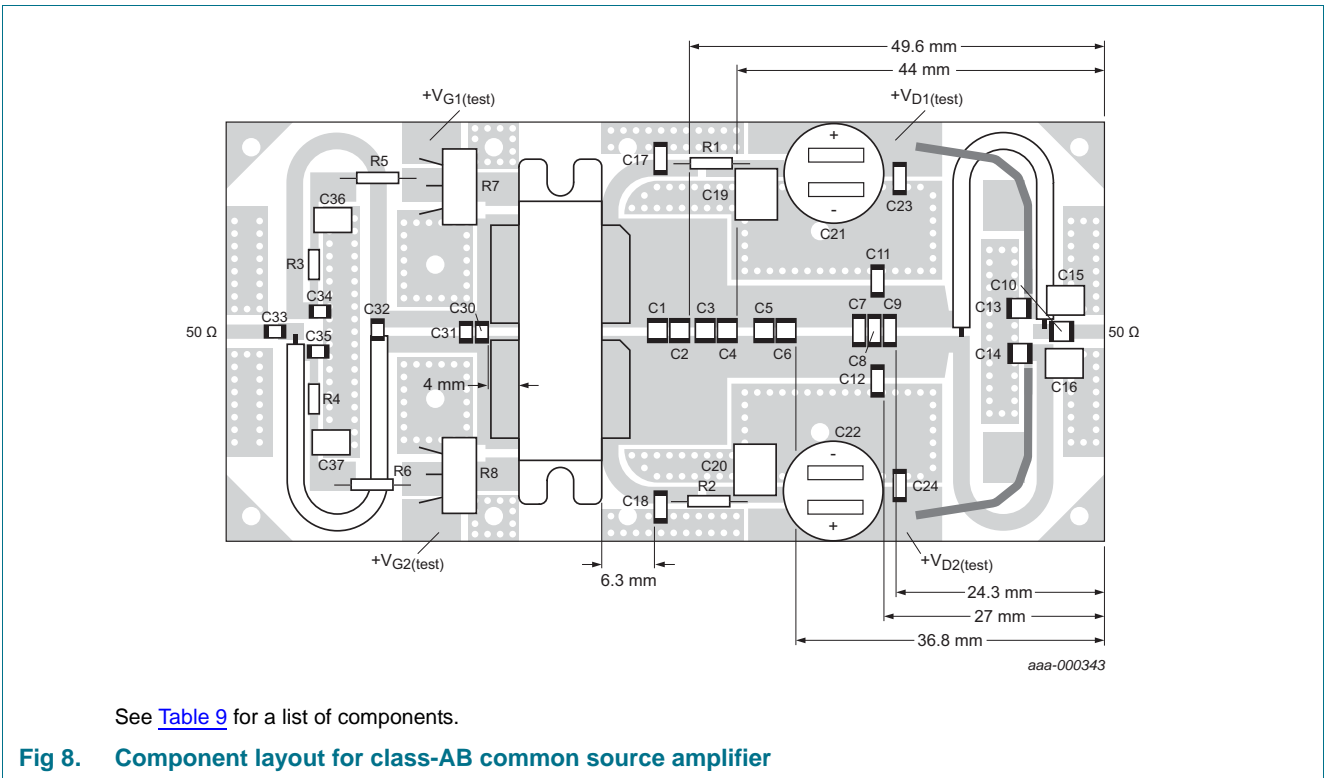 49.6 mm
44 mm
+VG1(test)
+VD1(test)
R5
R7
C17
R1
C36
C19
C23
C21
R3
C11
C15
C10
C34
C30
C1
C3
C5
C7
C9
C13
C33
C32
50 Ω
C31
50 Ω
C35
C2
C4
C6
C8
C14
C12
C16
4 mm
R4
C37
C22
R6
R8
C20
C24
C18
R2
+
-
-
+
+VG2(test)
+VD2(test)
6.3 mm
24.3 mm
27 mm
36.8 mm
aaa-000343
See Table 9 for a list of components.
Fig 8. Component layout for class-AB common source amplifier